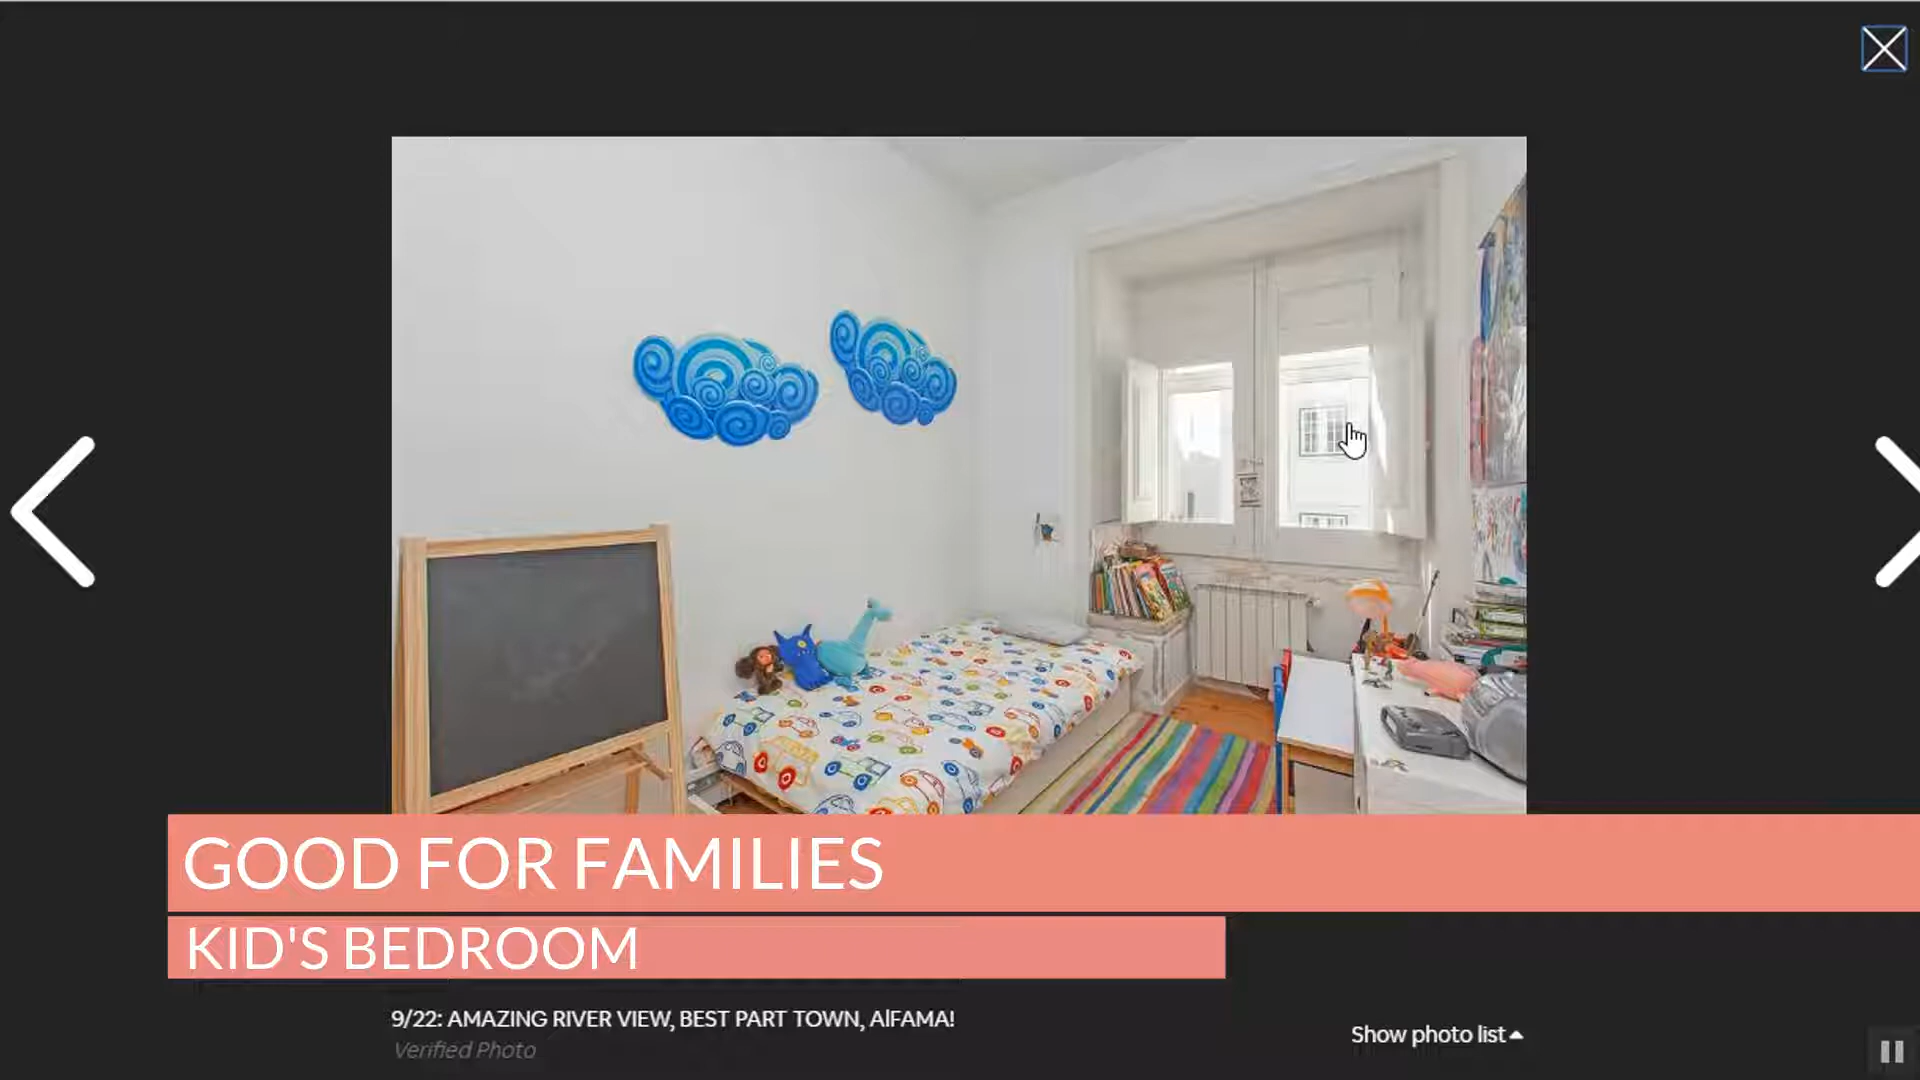 GOOD FOR FAMILIES
KID'S BEDROOM
9/22: AMAZING RIVER VIEW, BEST PART TOWN, AlFAMA!
Verified Photo
Show photo list